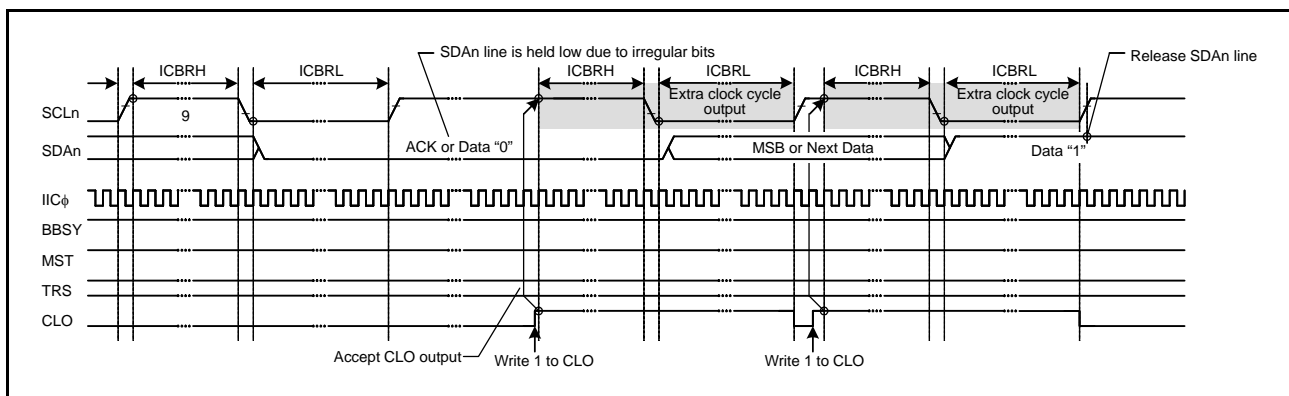 SDAn line is held low due to irregular bits
Release SDAn line
ICBRH
ICBRL
ICBRH
ICBRL
ICBRH
ICBRL
Extra clock cycle
output
Extra clock cycle
output
SCLn
9
ACK or Data “0”
SDAn
MSB or Next Data
Data “1”
IICφ
BBSY
MST
TRS
CLO
Accept CLO output
Write 1 to CLO
Write 1 to CLO